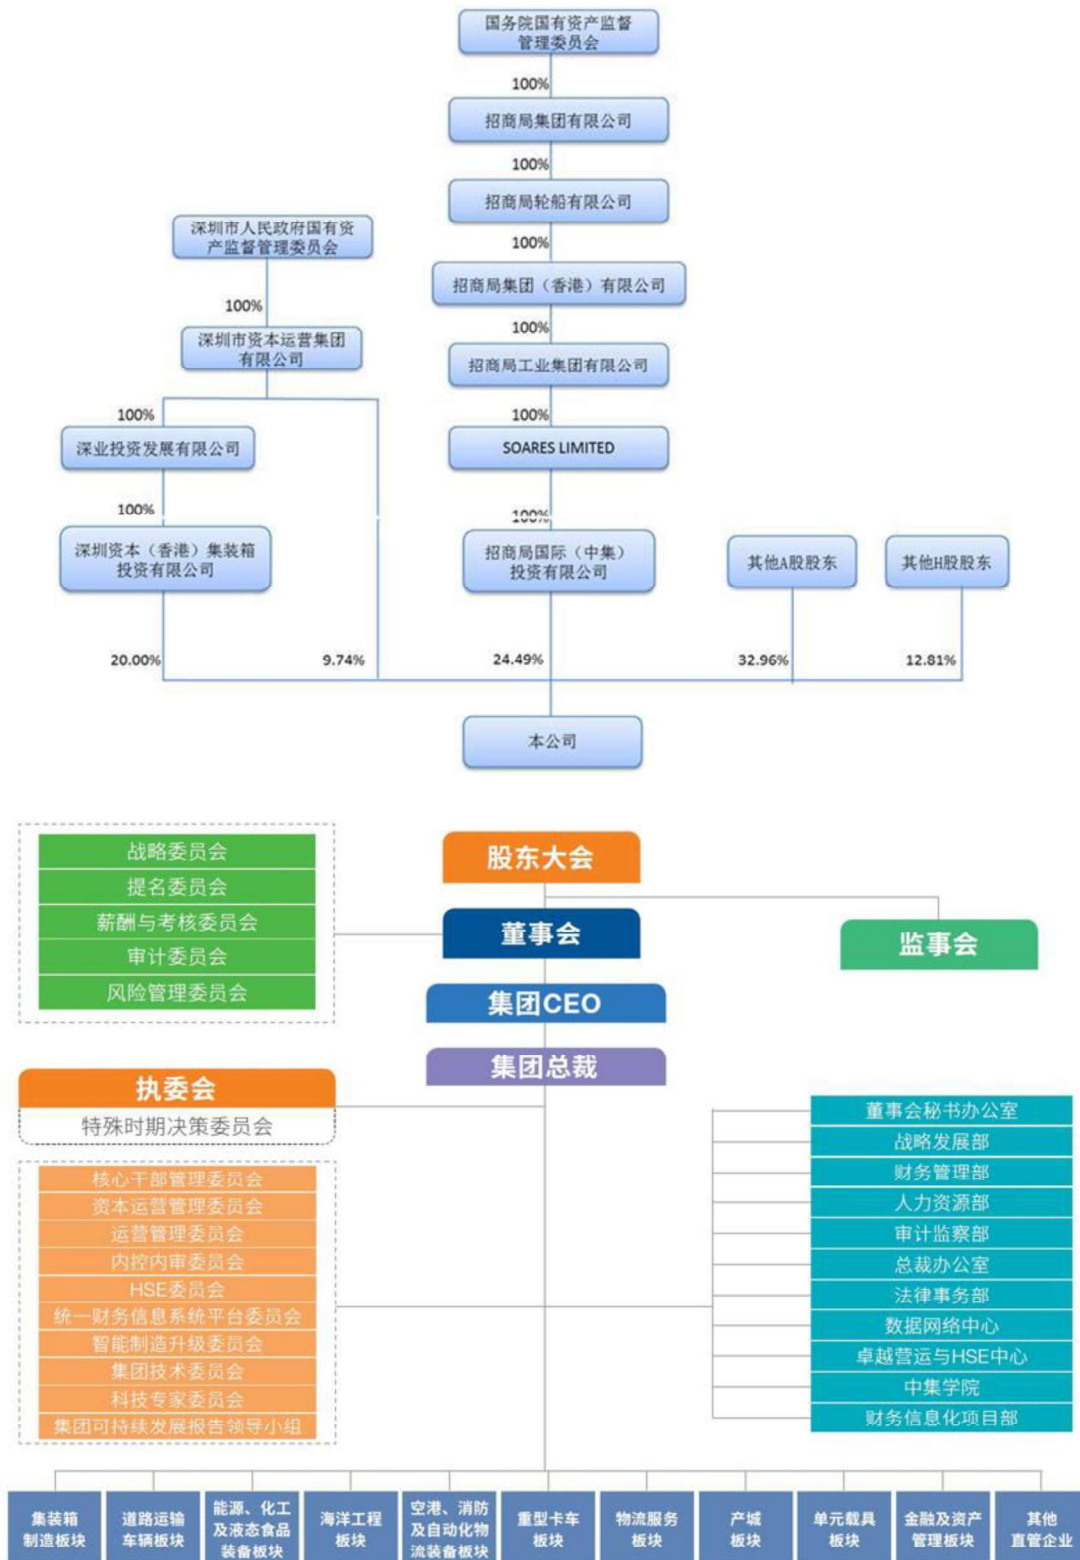 国务院国有资产监督
管理委员会
100%
招商局集团有限公司
100%
招商局轮船有限公司
100%
深圳市人民政府国有资
产监督管理委员会
招商局集团（香港）有限公司
100%
100%
深圳市资本运营集团
有限公司
招商局工业集团有限公司
100%
100%
深业投资发展有限公司
SOARES LIMITED
100%
100%
深圳资本（香港）集装箱
投资有限公司
招商局国际（中集）
投资有限公司
其他A股股东
其他H股股东
20.00%
9.74%
24.49%
32.96%
12.81%
本公司
战略委员会
提名委员会
薪酬与考核委员会
审计委员会
风险管理委员会
股东大会
董事会
监事会
集团CEO
集团总裁
执委会
特殊时期决策委员会
核心干部管理委员会
资本运营管理委员会
运营管理委员会
内控内审委员会
HSE委员会
统一财务信息系统平台委员会
智能制造升级委员会
集团技术委员会
科技专家委员会
集团可持续发展报告领导小组
董事会秘书办公室
战略发展部
财务管理部
人力资源部
审计监察部
总裁办公室
法律事务部
数据网络中心
卓越营运与HSE中心
中集学院
财务信息化项目部
集装箱
制造板块
道路运输
车辆板块
能源、化工
及液态食品
装备板块
海洋工程
板块
空港、消防
及自动化物
流装备板块
重型卡车
板块
物流服务
板块
产城
板块
单元载具
板块
金融及资产
管理板块
其他
直管企业